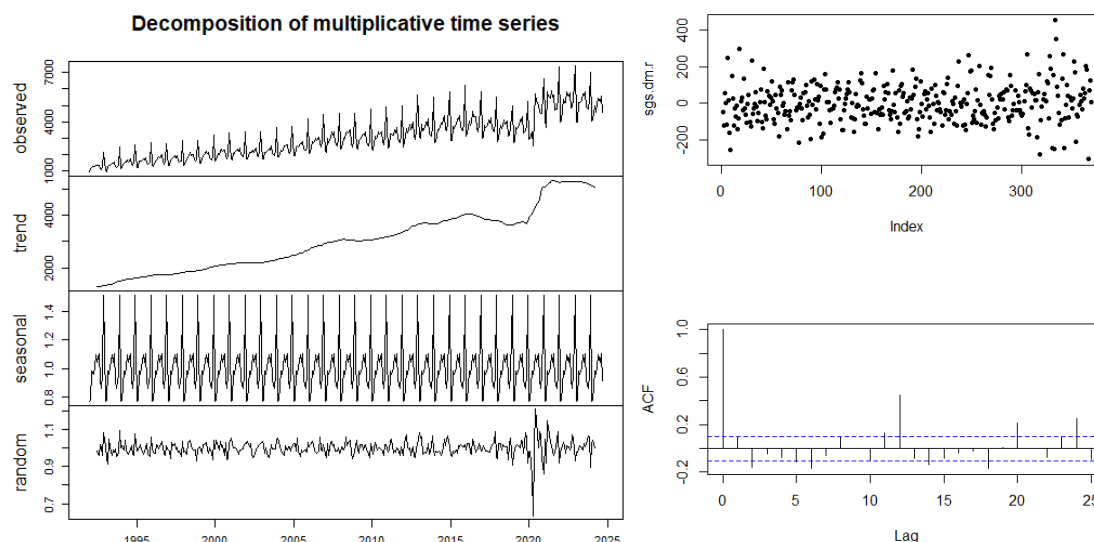 Decomposition of multiplicative time series
observed
1000 4000 7000
trend
2000 4000
seasonal
0.8 1.0 1.2 1.4
random
0.7 0.9 1.1
1995 2000 2005 2010 2015 2020 2025
sgs.dm.r
-200 0 200 400
0 100 200 300
Index
ACF
-0.2 0.2 0.6 1.0
0 5 10 15 20 25
Lag